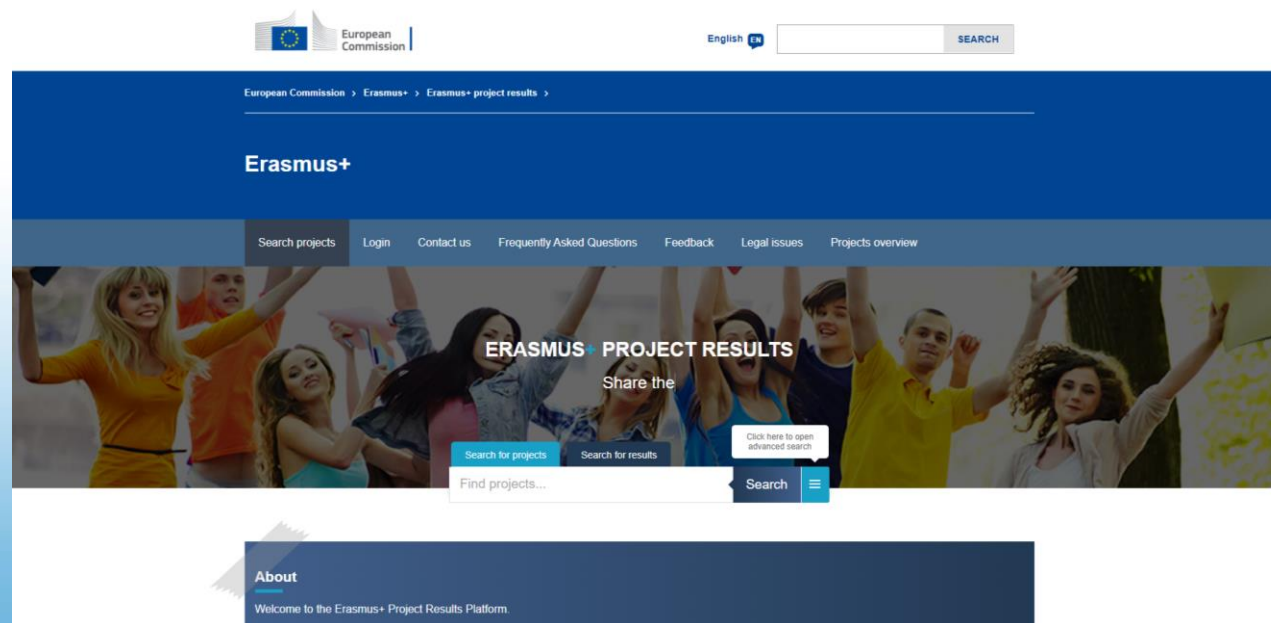 European
Commission
English EN
SEARCH
European Commission > Erasmus+ > Erasmus+ project results >
Erasmus+
Search projects Login Contact us Frequently Asked Questions Feedback Legal issues Projects overview
ERASMUS+ PROJECT RESULTS
Share the
Click here to open
advanced search
Search for projects Search for results
Find projects... Search
About
Welcome to the Erasmus+ Project Results Platform.